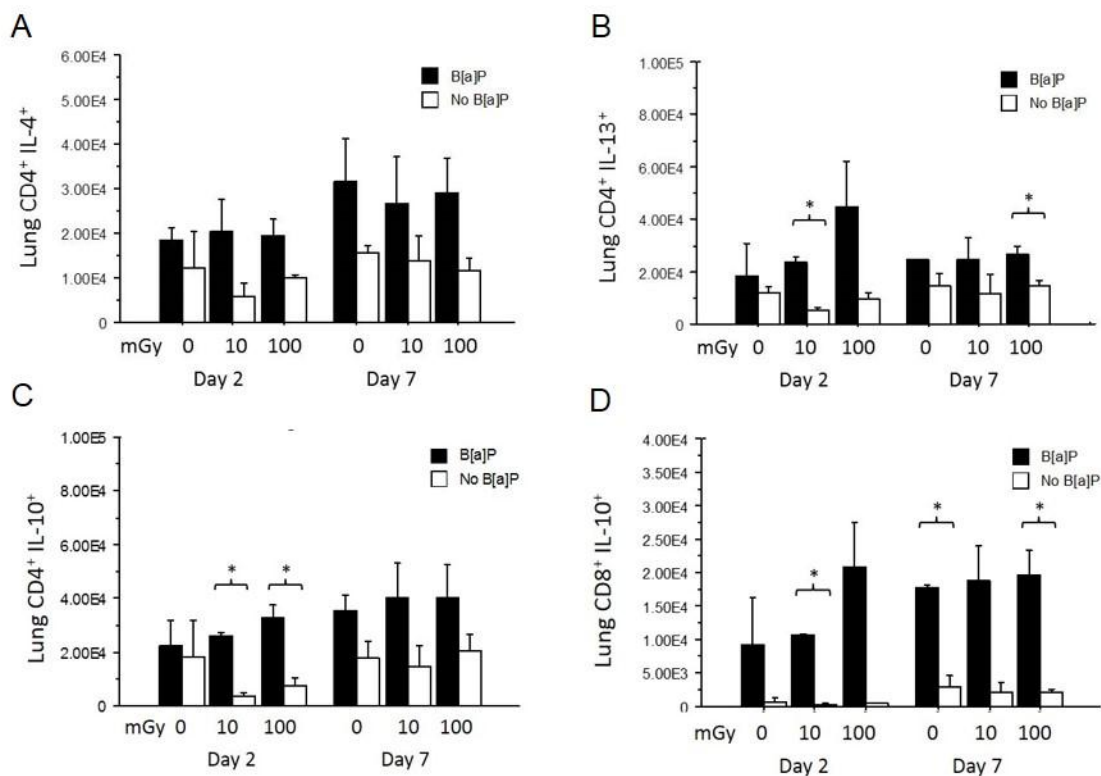 A
6.00E4
5.00E4
4.00E4
3.00E4
2.00E4
1.00E4
0
Lung CD4⁺ IL-4⁺
B[a]P
No B[a]P
mGy 0 10 100 0 10 100
Day 2 Day 7
B
1.00E5
8.00E4
6.00E4
4.00E4
2.00E4
0
Lung CD4⁺ IL-13⁺
B[a]P
No B[a]P
*
*
mGy 0 10 100 0 10 100
Day 2 Day 7
C
1.00E5
8.00E4
6.00E4
4.00E4
2.00E4
0
Lung CD4⁺ IL-10⁺
B[a]P
No B[a]P
* *
mGy 0 10 100 0 10 100
Day 2 Day 7
D
4.00E4
3.50E4
3.00E4
2.50E4
2.00E4
1.50E4
1.00E4
5.00E3
0
Lung CD8⁺ IL-10⁺
B[a]P
No B[a]P
* *
*
mGy 0 10 100 0 10 100
Day 2 Day 7